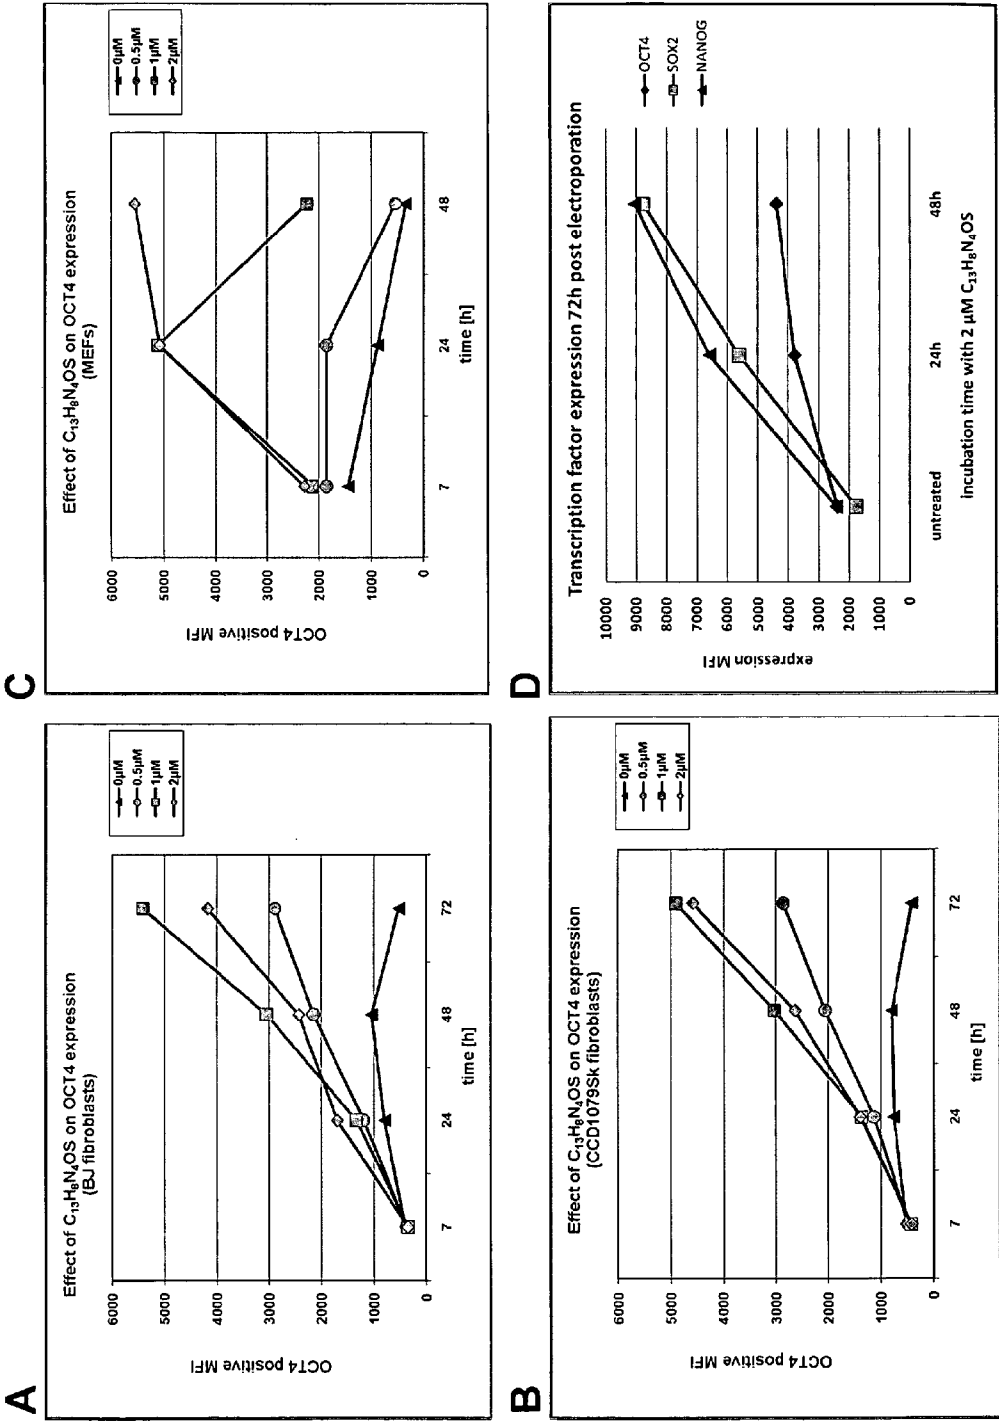 A
Effect of C₁₃H₈N₄OS on OCT4 expression
(BJ fibroblasts)
OCT4 positive MFI
6000
5000
4000
3000
2000
1000
0
7
24
48
72
time [h]
0µM
0.5µM
1µM
2µM
B
Effect of C₁₃H₈N₄OS on OCT4 expression
(CCD1079Sk fibroblasts)
OCT4 positive MFI
6000
5000
4000
3000
2000
1000
0
7
24
48
72
time [h]
0µM
0.5µM
1µM
2µM
C
Effect of C₁₃H₈N₄OS on OCT4 expression
(MEFs)
OCT4 positive MFI
6000
5000
4000
3000
2000
1000
0
7
24
48
time [h]
0µM
0.5µM
1µM
2µM
D
Transcription factor expression 72h post electroporation
expression MFI
10000
9000
8000
7000
6000
5000
4000
3000
2000
1000
0
untreated
24h
48h
incubation time with 2 µM C₁₃H₈N₄OS
OCT4
SOX2
NANOG